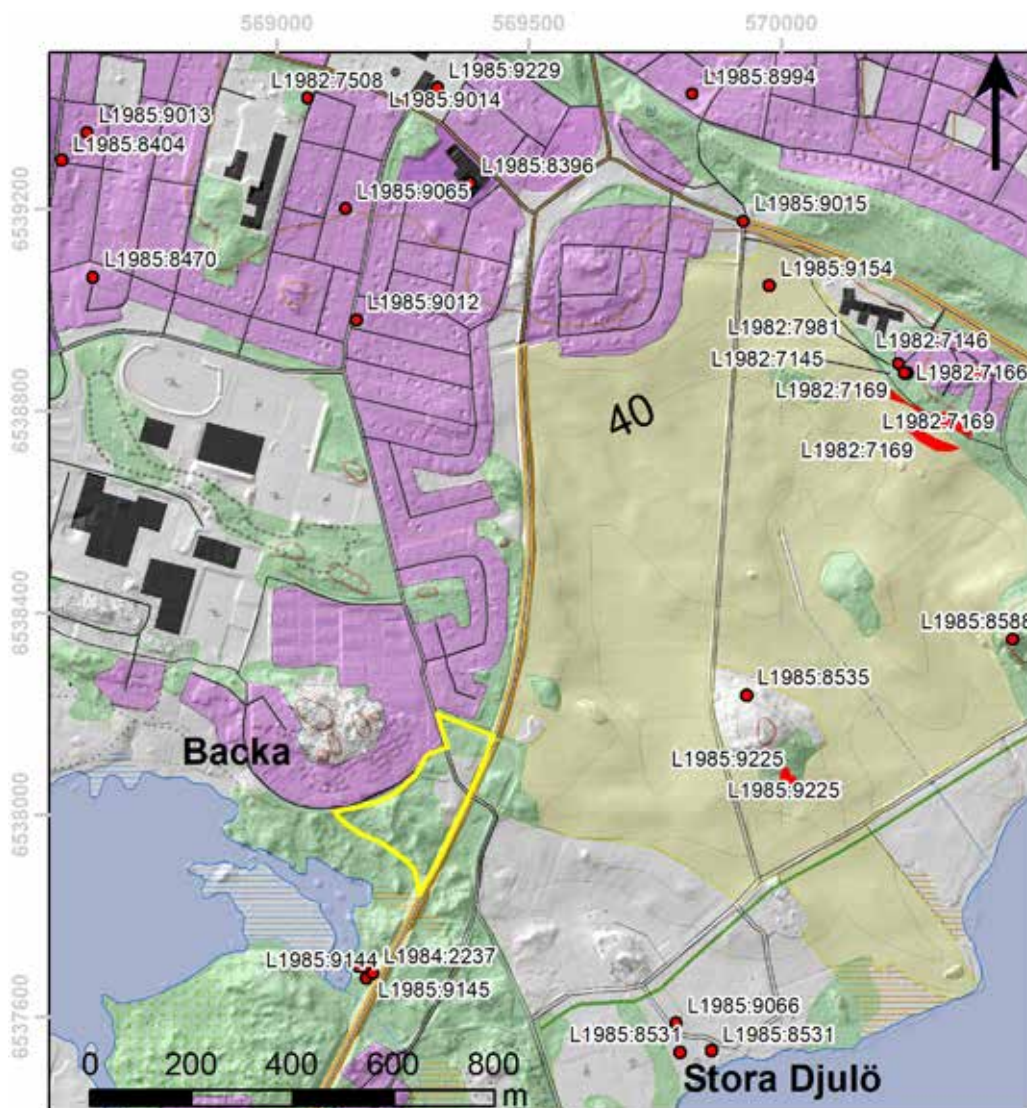 569000 569500 570000
L1985:9229
L1982:7508
L1985:8994
L1985:9014
L1985:9013
L1985:8404
L1985:8396
L1985:9065
6539200
L1985:9015
L1985:8470
L1985:9154
L1985:9012
L1982:7981
L1982:7146
L1982:7145
L1982:7166
L1982:7169
6538800
40
L1982:7169
L1982:7169
6538400
L1985:8588
L1985:8535
Backa
L1985:9225
L1985:9225
6538000
L1985:9144
L1984:2237
L1985:9145
6537600
L1985:9066
L1985:8531
L1985:8531
0 200 400 600 800
m
Stora Djulö